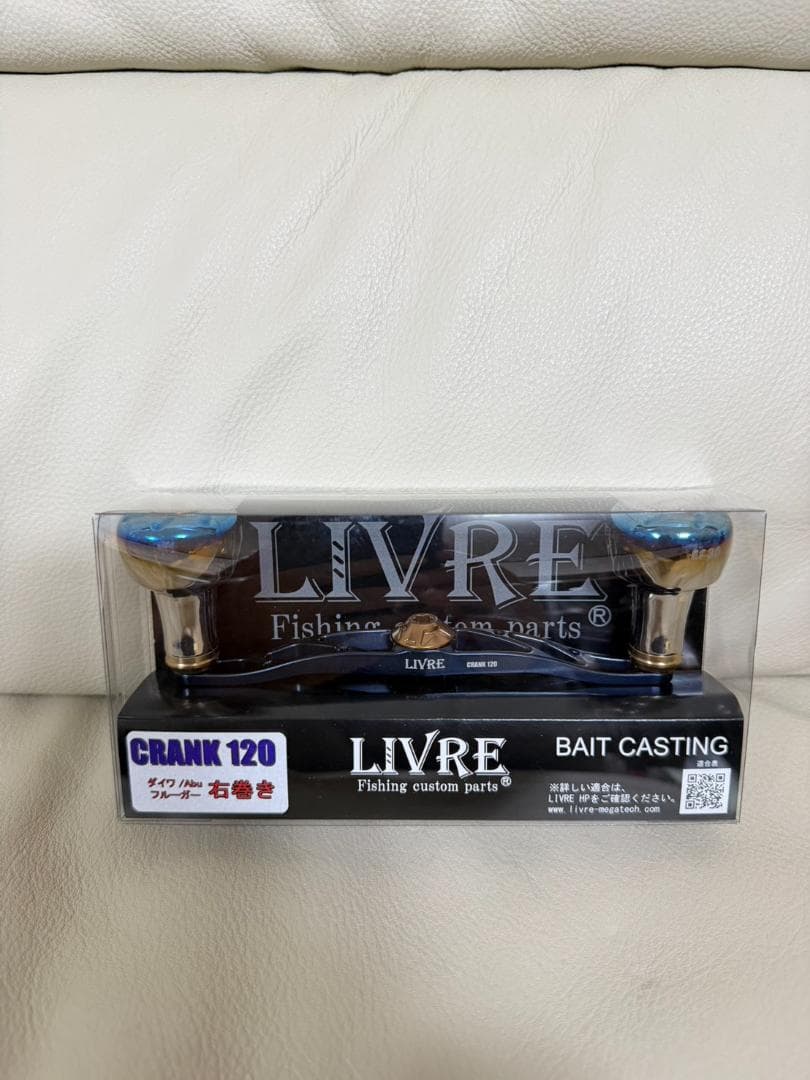 LIVRE
Fishing custom parts®
LIVRE CRANK 120
CRANK 120
ダイワ /Abu
フルーガー 右巻き
LIVRE
Fishing custom parts®
BAIT CASTING
適合表
※詳しい適合は、
LIVRE HPをご確認ください。
www.livre-megatech.com